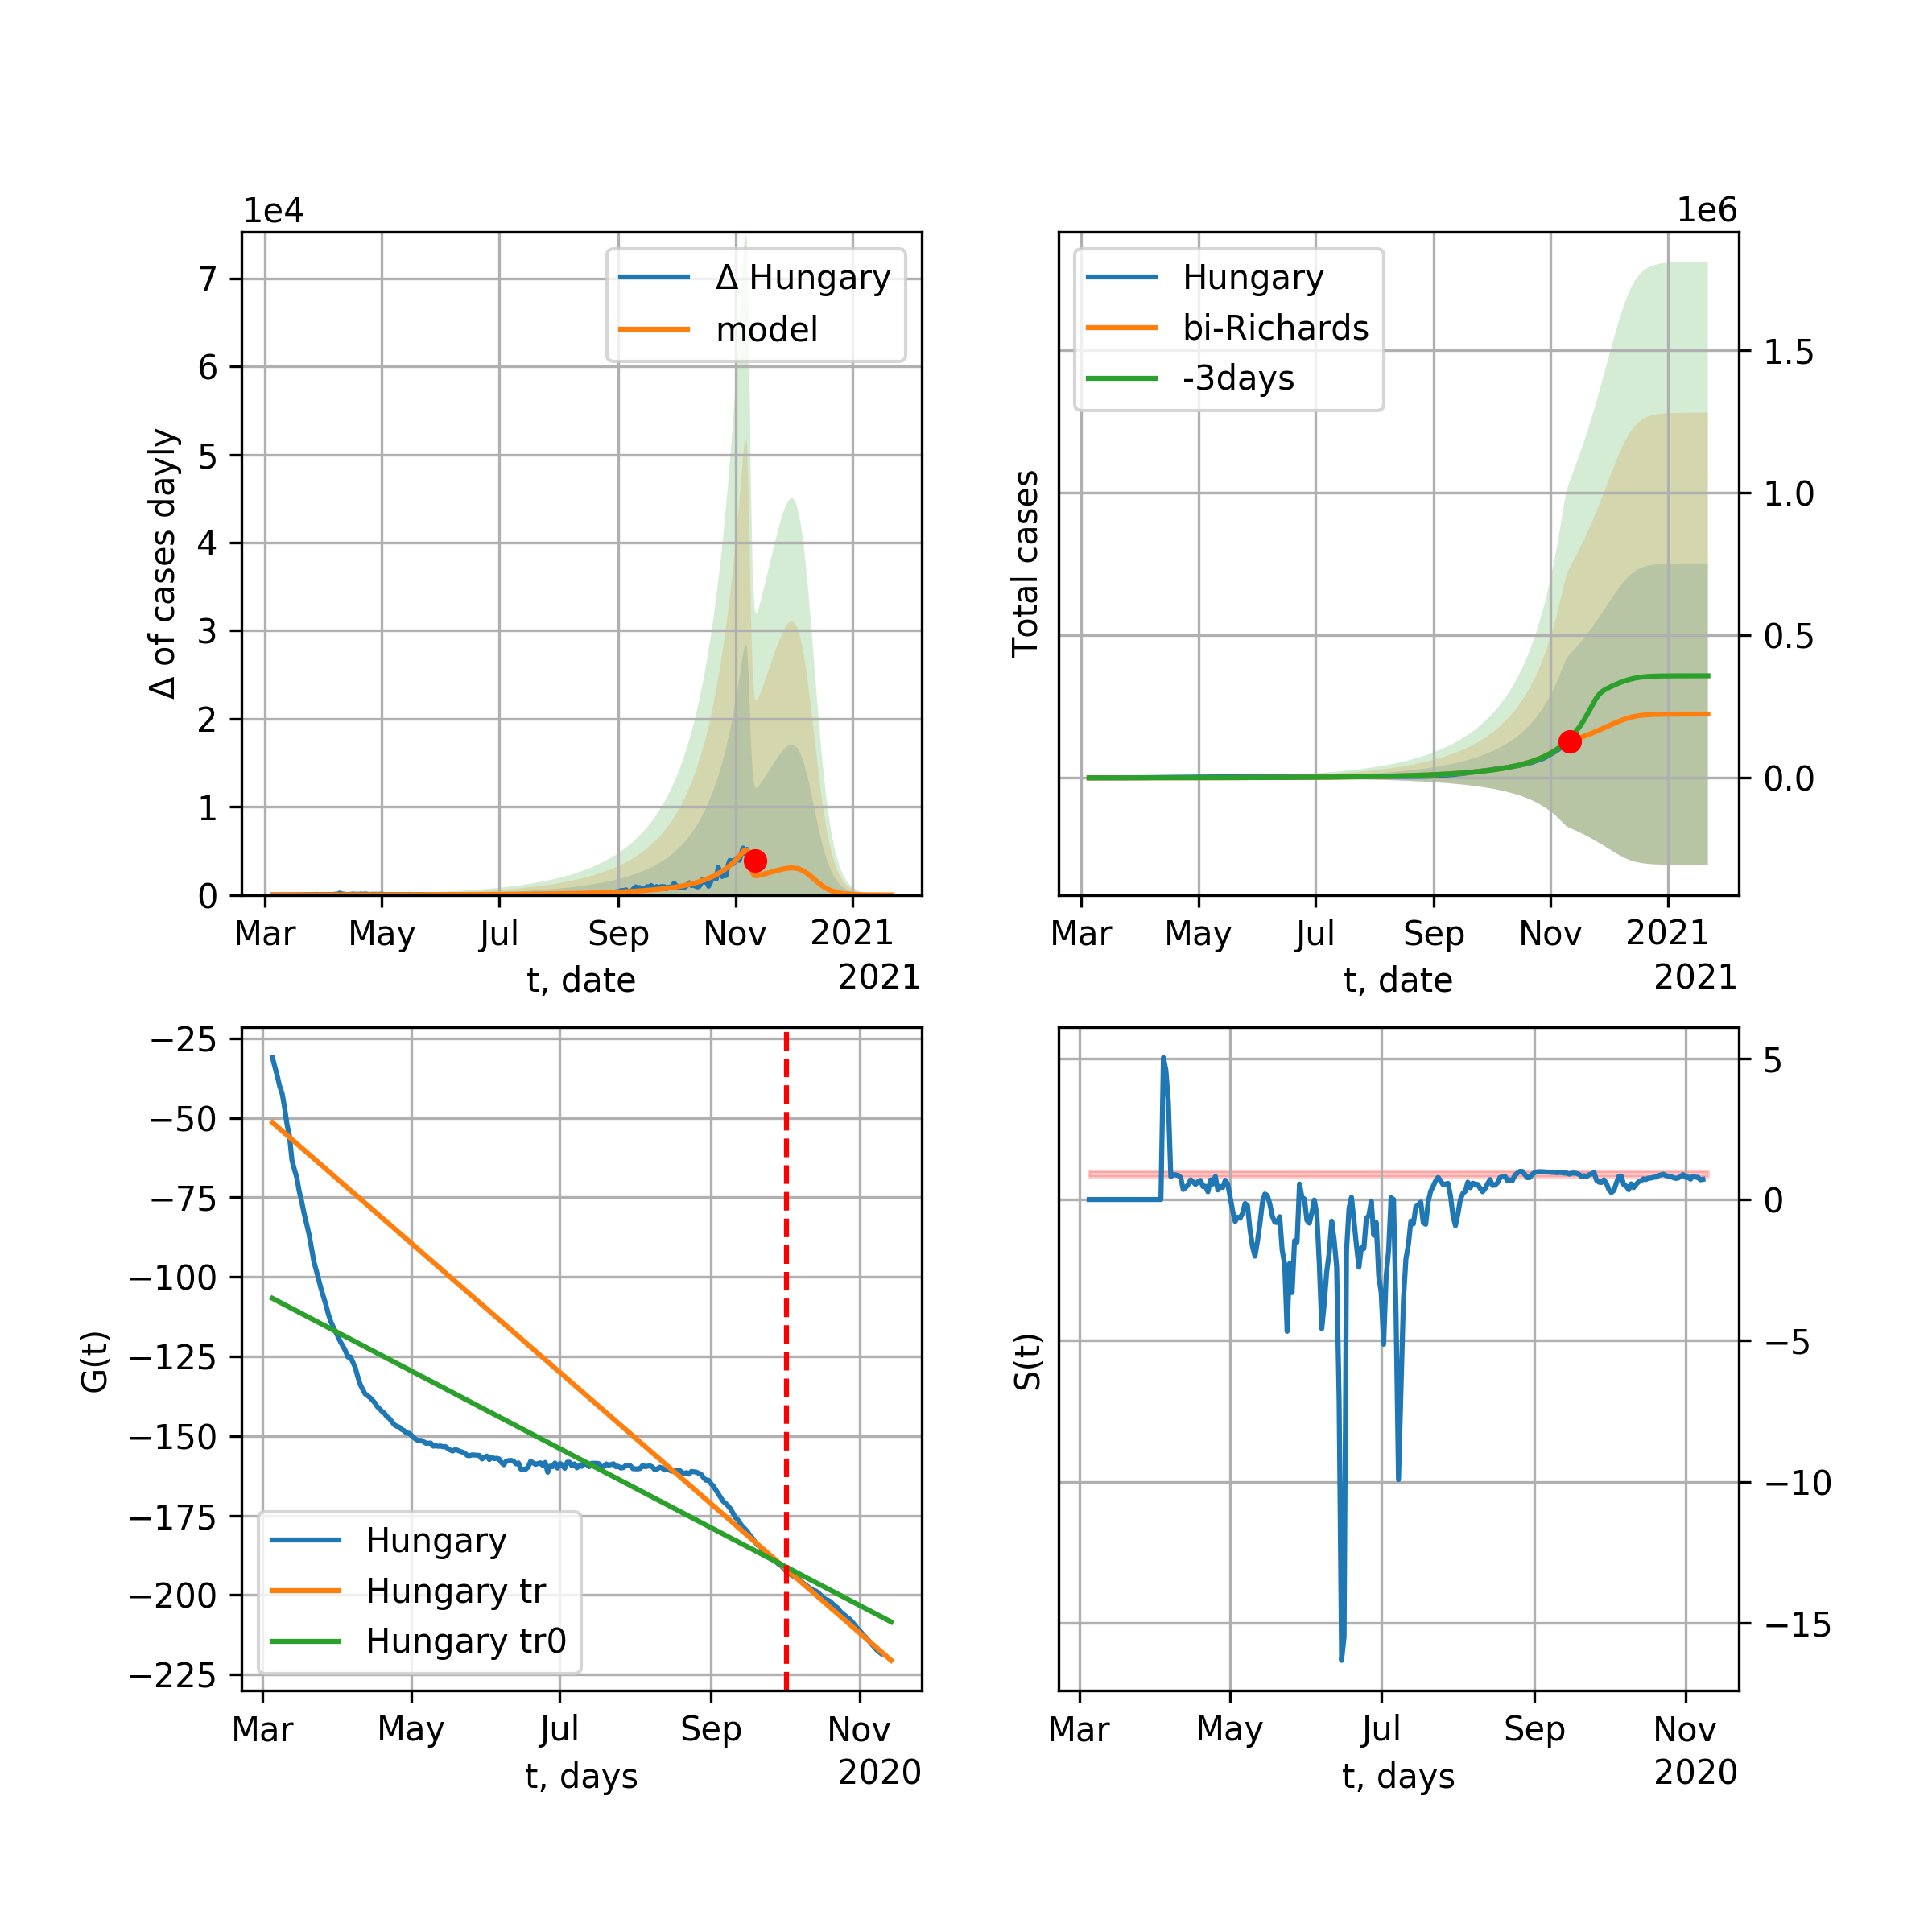 1e4
7
6
5
4
3
2
1
0
Δ of cases dayly
Δ Hungary
model
Mar May Jul Sep Nov 2021
t, date 2021
1e6
Hungary
bi-Richards
-3days
1.5
1.0
0.5
0.0
Total cases
Mar May Jul Sep Nov 2021
t, date 2021
−25
−50
−75
−100
−125
−150
−175
−200
−225
G(t)
Hungary
Hungary tr
Hungary tr0
Mar May Jul Sep Nov
t, days 2020
5
0
−5
−10
−15
S(t)
Mar May Jul Sep Nov
t, days 2020